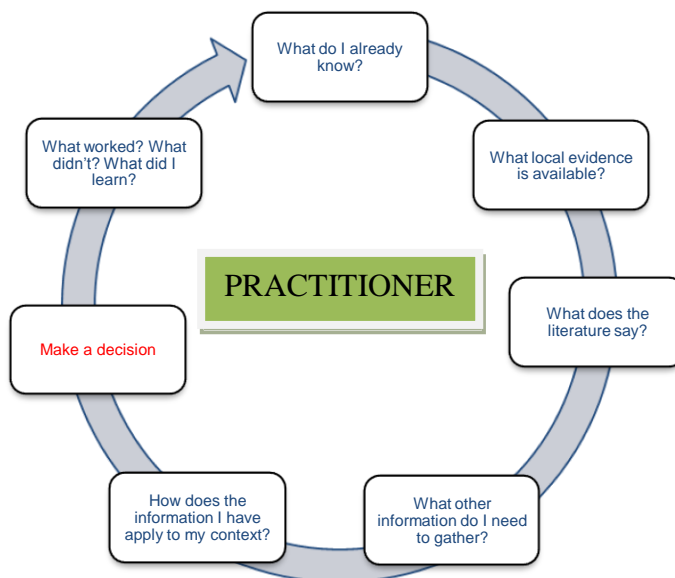 What do I already
know?
What local evidence
is available?
What does the
literature say?
What other
information do I need
to gather?
How does the
information I have
apply to my context?
Make a decision
What worked? What
didn't? What did I
learn?
PRACTITIONER